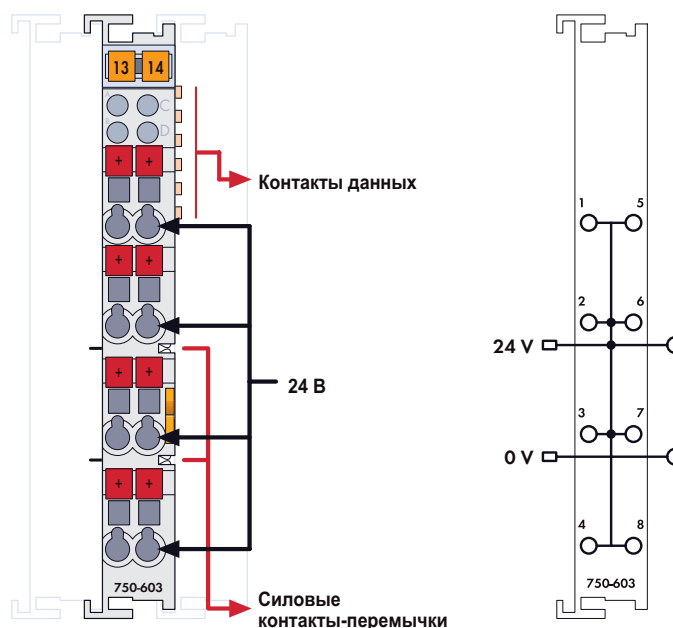 13 14
A C
B D
+ +
Контакты данных
+ +
24 В
+ +
+ +
750-603
Силовые
контакты-перемычки
1 5
2 6
24 V
3 7
0 V
4 8
750-603